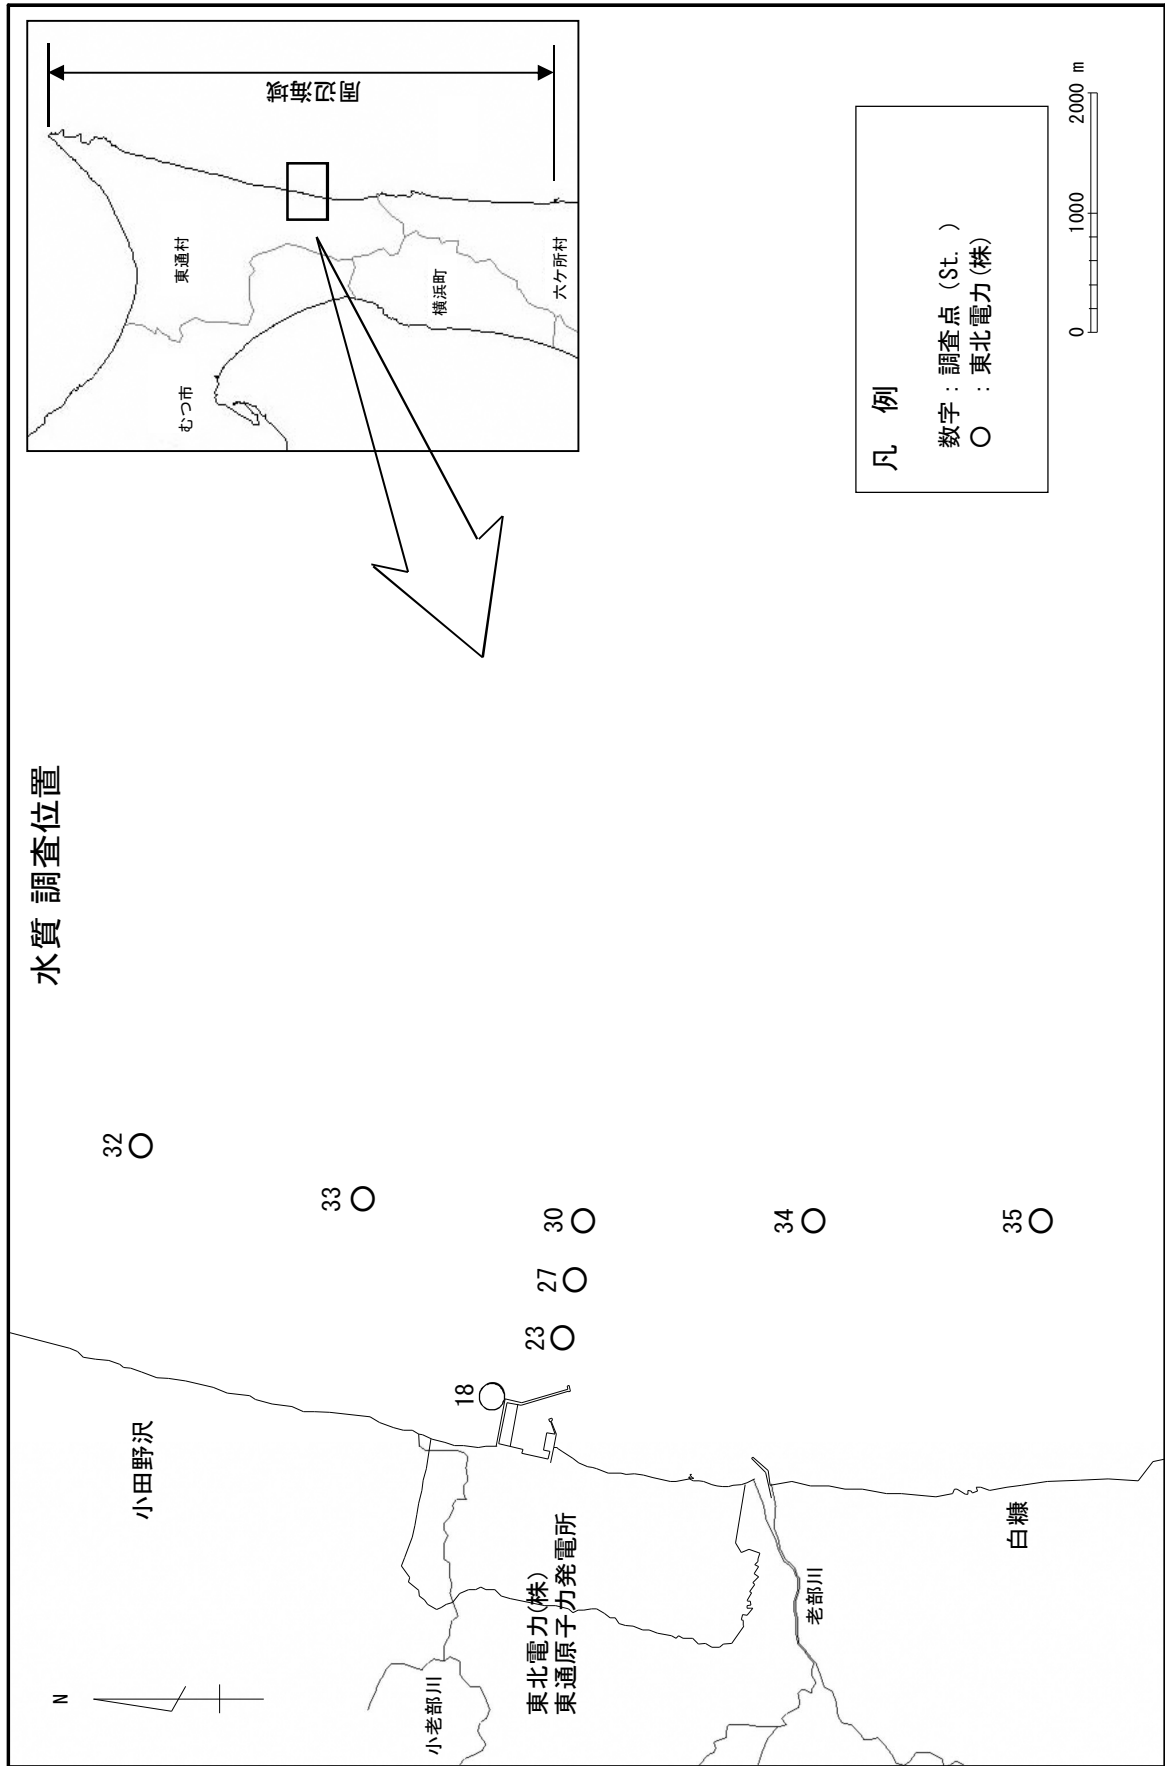 水質 調査位置
N
小田野沢
小老部川
東北電力(株)
東通原子力発電所
老部川
白糠
18
23
27
30
32
33
34
35
むつ市
東通村
横浜町
六ケ所村
周辺海域
凡 例
数字：調査点 (St. )
○ ：東北電力(株)
0 1000 2000 m